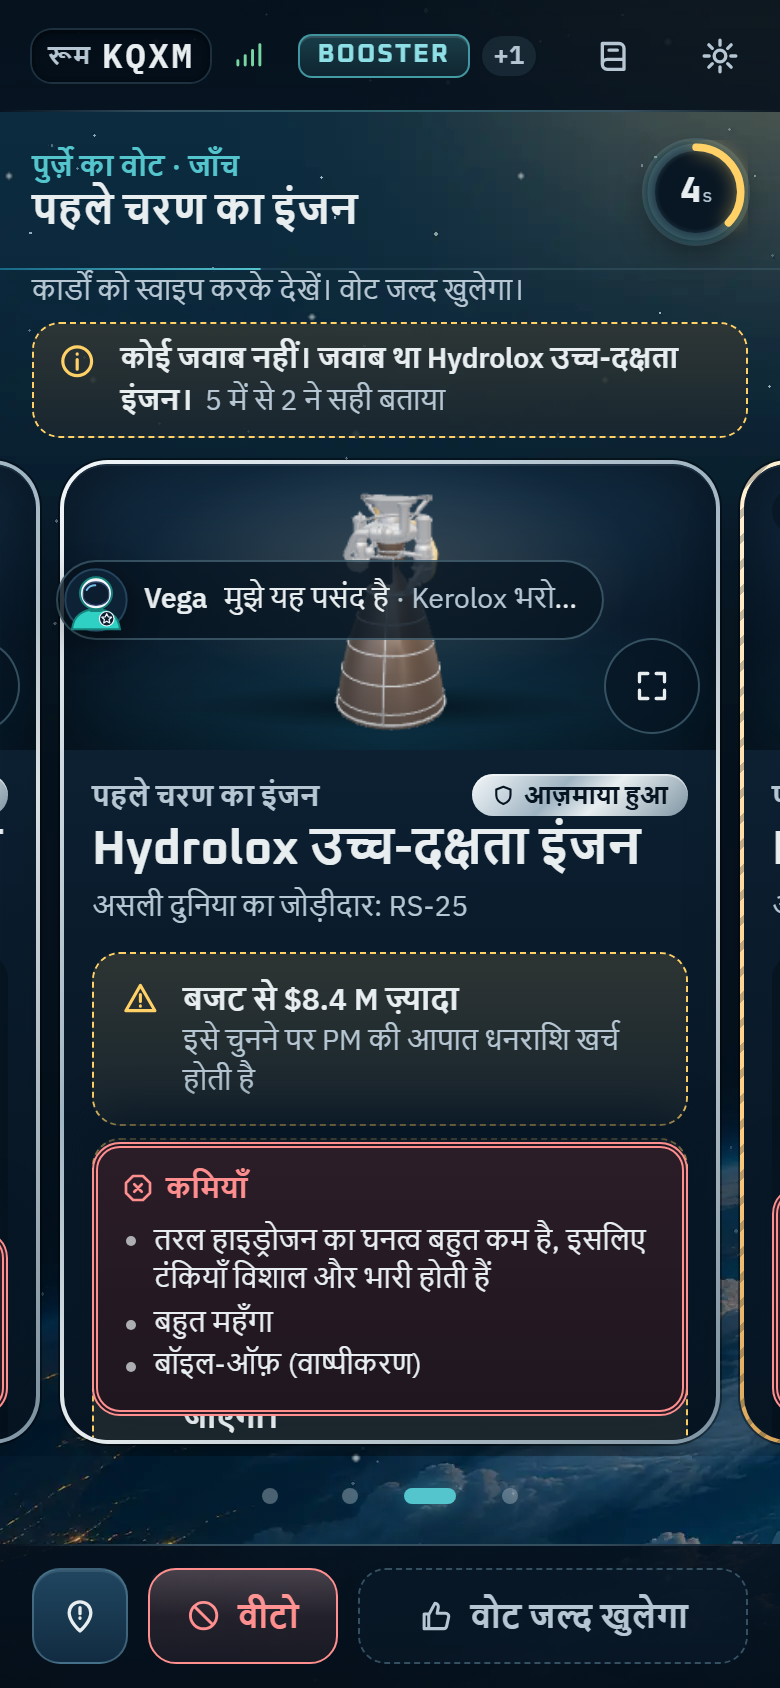 रूम KQXM
BOOSTER
+1
पुर्ज़े का वोट · जाँच
पहले चरण का इंजन
4s
कार्डों को स्वाइप करके देखें। वोट जल्द खुलेगा।
कोई जवाब नहीं। जवाब था Hydrolox उच्च-दक्षता
इंजन। 5 में से 2 ने सही बताया
Vega मुझे यह पसंद है · Kerolox भरो...
पहले चरण का इंजन
आज़माया हुआ
Hydrolox उच्च-दक्षता इंजन
असली दुनिया का जोड़ीदार: RS-25
बजट से $8.4 M ज़्यादा
इसे चुनने पर PM की आपात धनराशि खर्च
होती है
कमियाँ
तरल हाइड्रोजन का घनत्व बहुत कम है, इसलिए
टंकियाँ विशाल और भारी होती हैं
बहुत महँगा
बॉइल-ऑफ़ (वाष्पीकरण)
वीटो
वोट जल्द खुलेगा